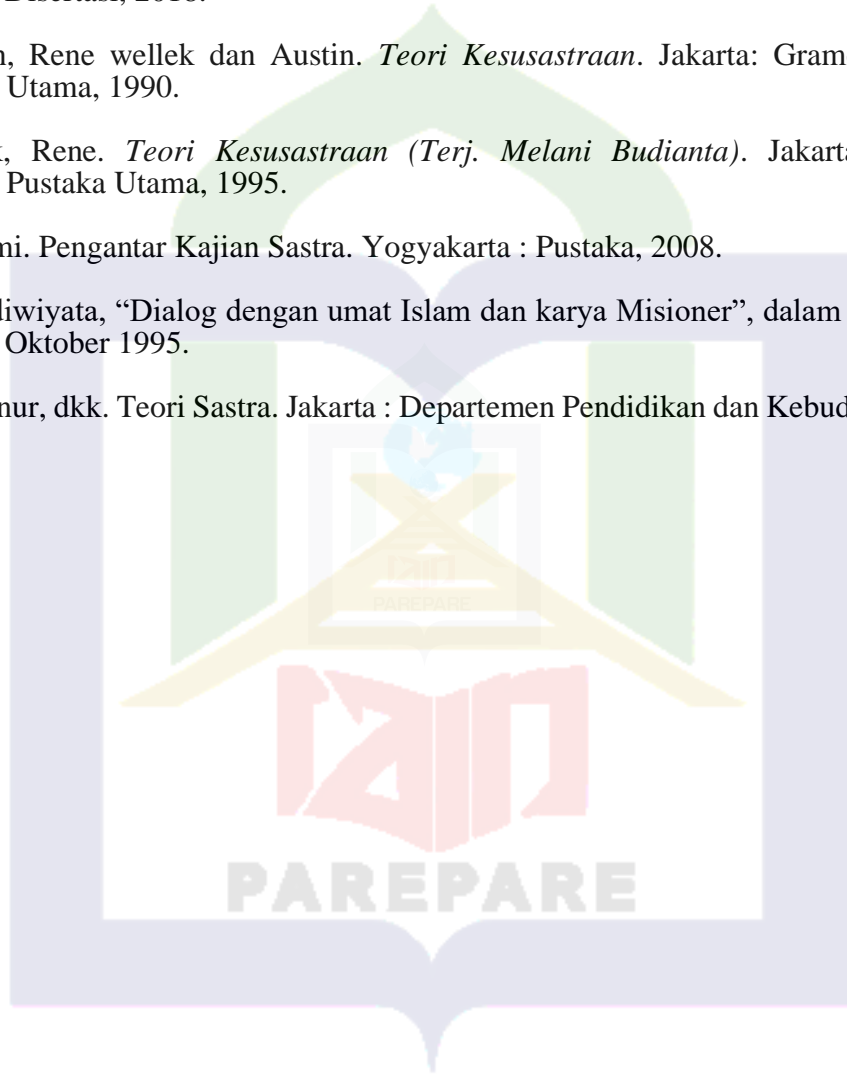 Disertasi, 2018.
n, Rene wellek dan Austin. Teori Kesusastraan. Jakarta: Gram
Utama, 1990.
k, Rene. Teori Kesusastraan (Terj. Melani Budianta). Jakarta
Pustaka Utama, 1995.
mi. Pengantar Kajian Sastra. Yogyakarta : Pustaka, 2008.
diwiyata, “Dialog dengan umat Islam dan karya Misioner”, dalam
Oktober 1995.
nur, dkk. Teori Sastra. Jakarta : Departemen Pendidikan dan Kebud
PAREPARE
PAREPARE